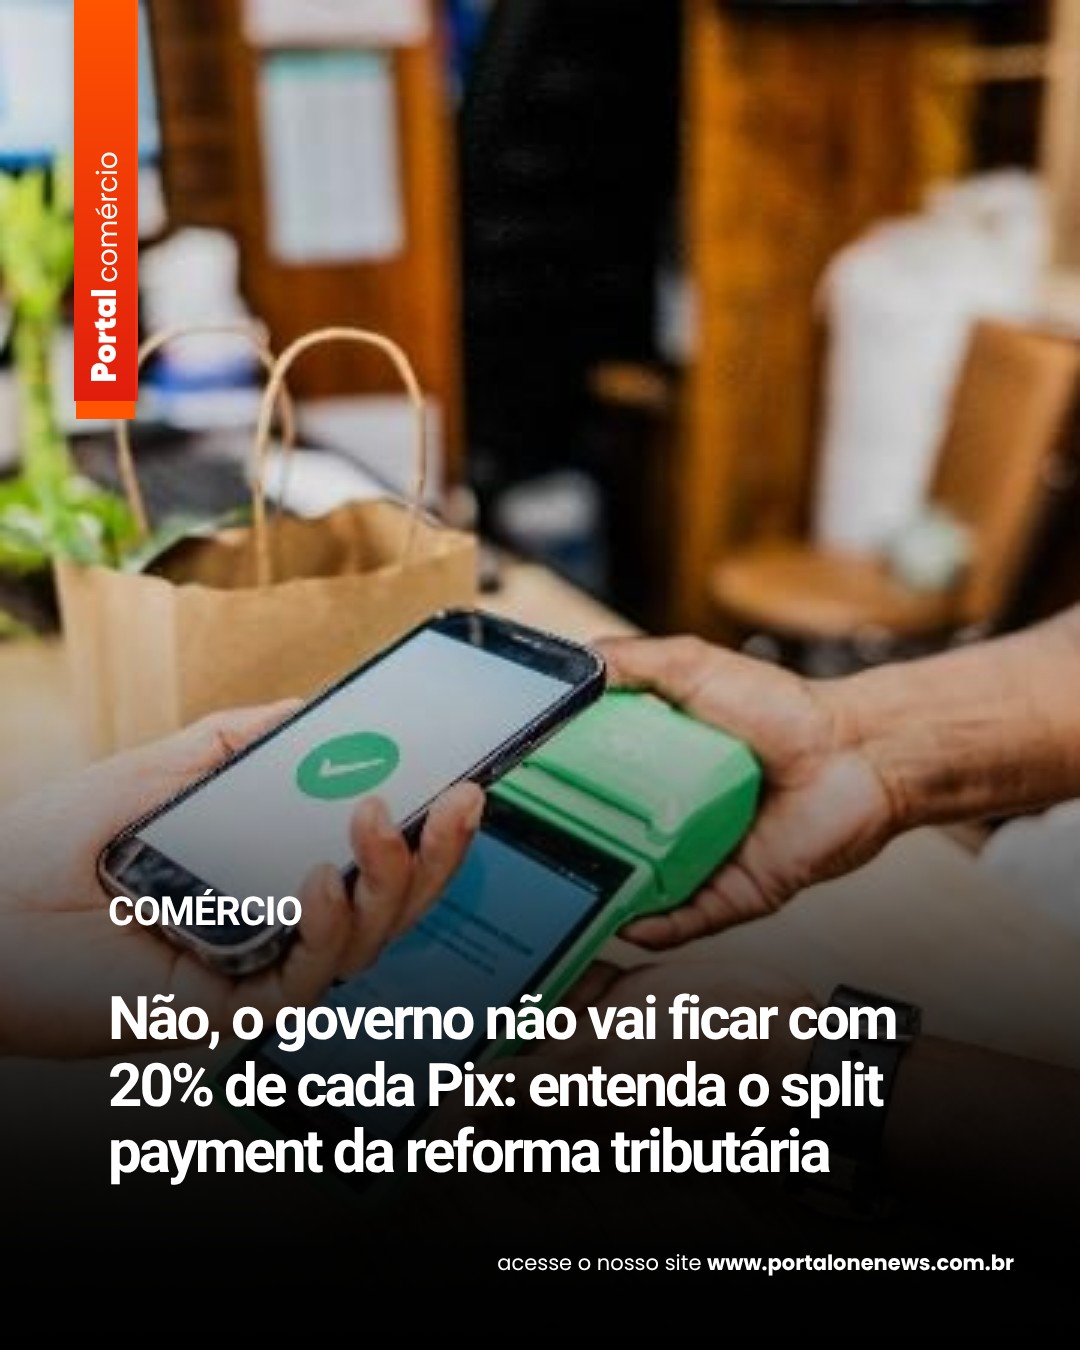 Portal comércio
COMÉRCIO
Não, o governo não vai ficar com
20% de cada Pix: entenda o split
payment da reforma tributária
acesse o nosso site www.portalonenews.com.br